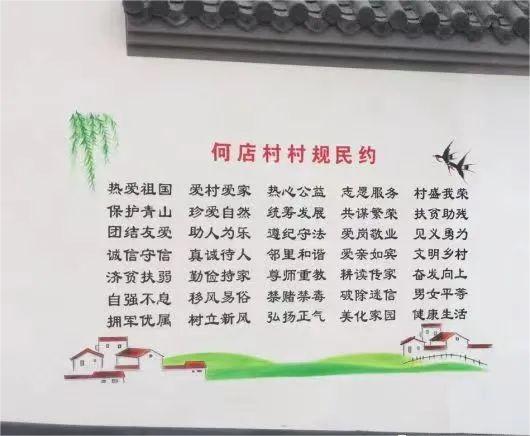 何店村村规民约
热爱祖国 爱村爱家 热心公益 志愿服务 村盛我荣
保护青山 珍爱自然 统筹发展 共谋繁荣 扶贫助残
团结友爱 助人为乐 遵纪守法 爱岗敬业 见义勇为
诚信守信 真诚待人 邻里和谐 爱亲如宾 文明乡村
济贫扶弱 勤俭持家 尊师重教 耕读传家 奋发向上
自强不息 移风易俗 禁赌禁毒 破除迷信 男女平等
拥军优属 树立新风 弘扬正气 美化家园 健康生活